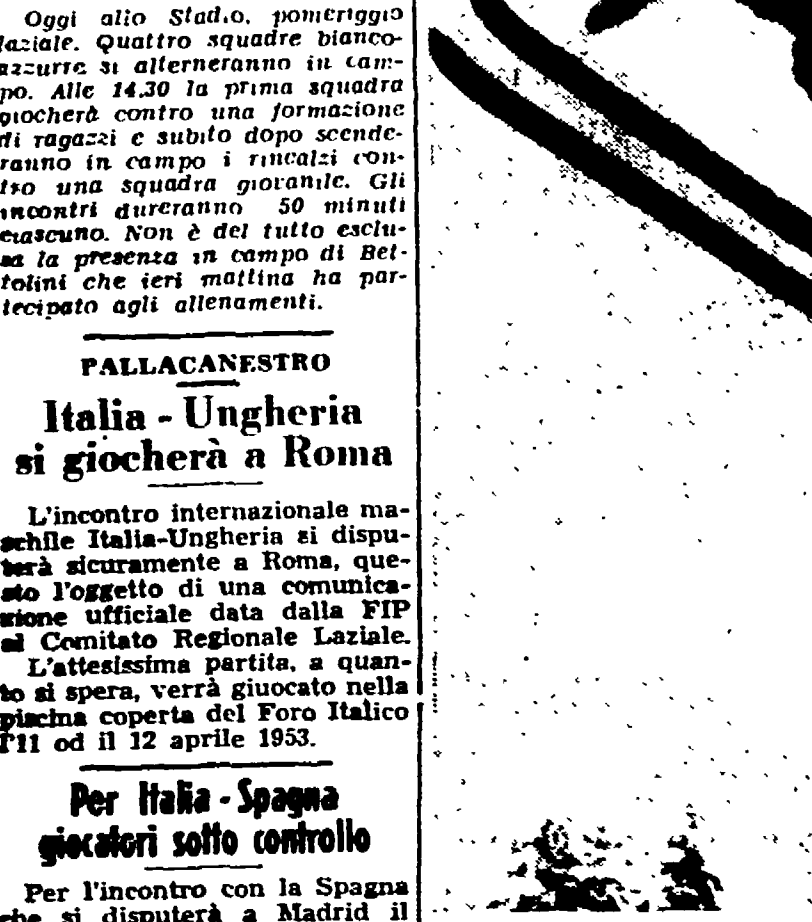 Oggi allo Stadio, pomeriggio
laziale. Quattro squadre bianco-
azzurre si alterneranno in cam-
po. Alle 14.30 la prima squadra
giocherà contro una formazione
di ragazzi e subito dopo scende-
ranno in campo i rincalzi con-
tro una squadra giovanile. Gli
incontri dureranno 50 minuti
ciascuno. Non è del tutto esclu-
sa la presenza in campo di Bet-
tolini che ieri mattina ha par-
tecipato agli allenamenti.
PALLACANESTRO
Italia - Ungheria
si giocherà a Roma
L'incontro internazionale ma-
schile Italia-Ungheria si dispu-
terà sicuramente a Roma, que-
sto l'oggetto di una comunica-
zione ufficiale data dalla FIP
al Comitato Regionale Laziale.
L'attesissima partita, a quan-
to si spera, verrà giuocato nella
piscina coperta del Foro Italico
l'11 od il 12 aprile 1953.
Per Italia - Spagna
giocatori sotto controllo
Per l'incontro con la Spagna
che si disputerà a Madrid il